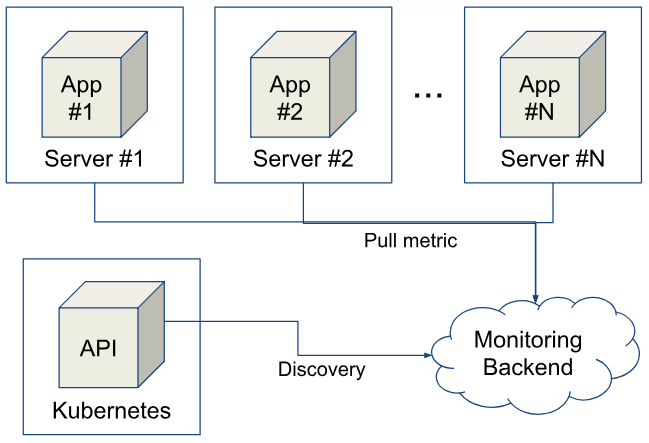 App
#1
Server #1
App
#2
Server #2
...
App
#N
Server #N
Pull metric
API
Kubernetes
Discovery
Monitoring
Backend